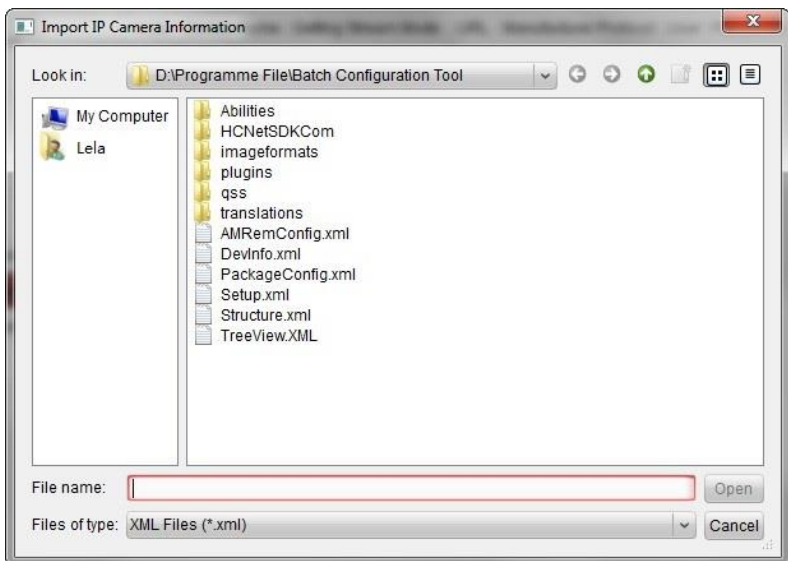 Import IP Camera Information
Look in: D:\Programme File\Batch Configuration Tool
My Computer
Lela
Abilities
HCNetSDKCom
imageformats
plugins
qss
translations
AMRemConfig.xml
DevInfo.xml
PackageConfig.xml
Setup.xml
Structure.xml
TreeView.XML
File name: Open
Files of type: XML Files (*.xml) Cancel